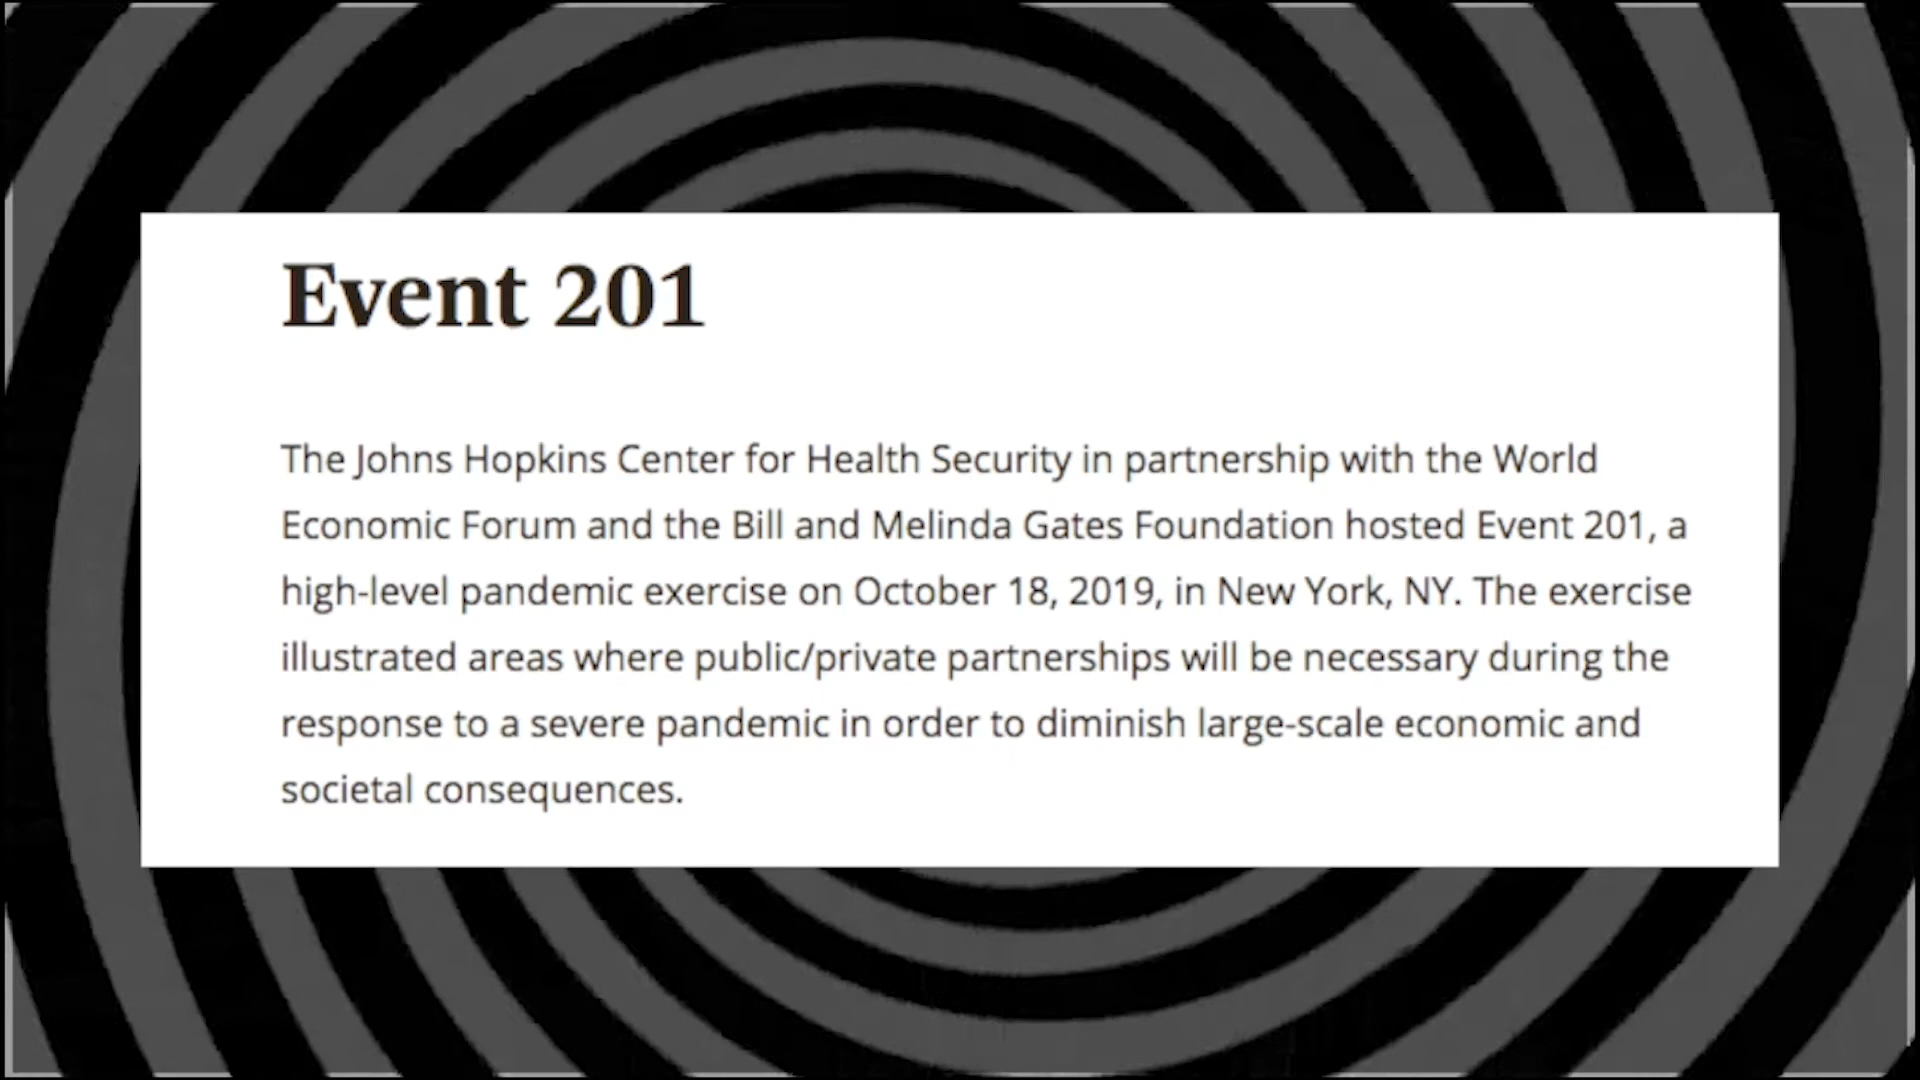 Event 201
The Johns Hopkins Center for Health Security in partnership with the World
Economic Forum and the Bill and Melinda Gates Foundation hosted Event 201, a
high-level pandemic exercise on October 18, 2019, in New York, NY. The exercise
illustrated areas where public/private partnerships will be necessary during the
response to a severe pandemic in order to diminish large-scale economic and
societal consequences.